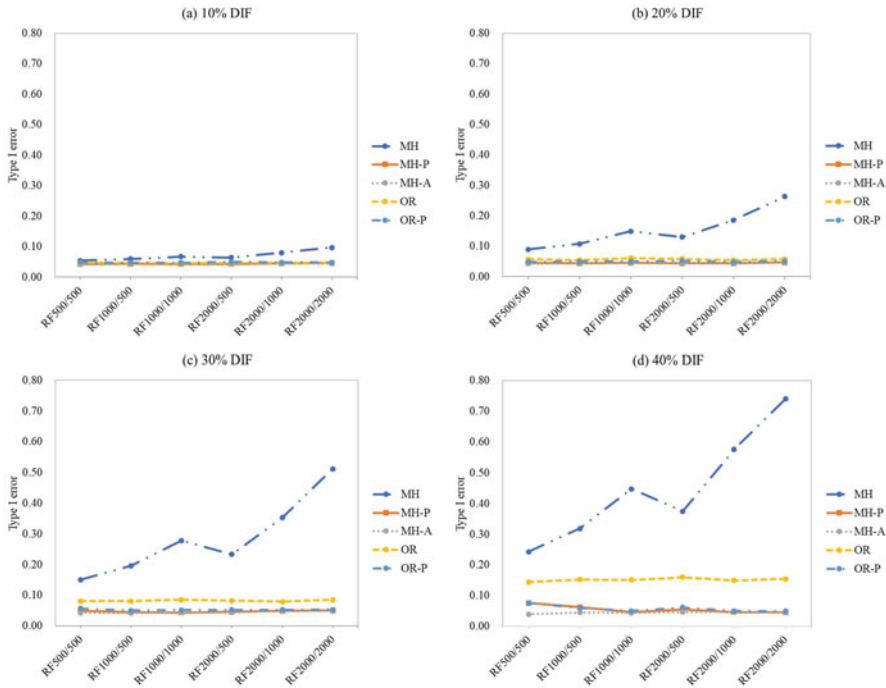 (a) 10% DIF
Type I error
0.80
0.70
0.60
0.50
0.40
0.30
0.20
0.10
0.00
RF500/500
RF1000/500
RF1000/1000
RF2000/500
RF2000/1000
RF2000/2000
MH
MH-P
MH-A
OR
OR-P
(b) 20% DIF
Type I error
0.80
0.70
0.60
0.50
0.40
0.30
0.20
0.10
0.00
RF500/500
RF1000/500
RF1000/1000
RF2000/500
RF2000/1000
RF2000/2000
MH
MH-P
MH-A
OR
OR-P
(c) 30% DIF
Type I error
0.80
0.70
0.60
0.50
0.40
0.30
0.20
0.10
0.00
RF500/500
RF1000/500
RF1000/1000
RF2000/500
RF2000/1000
RF2000/2000
MH
MH-P
MH-A
OR
OR-P
(d) 40% DIF
Type I error
0.80
0.70
0.60
0.50
0.40
0.30
0.20
0.10
0.00
RF500/500
RF1000/500
RF1000/1000
RF2000/500
RF2000/1000
RF2000/2000
MH
MH-P
MH-A
OR
OR-P